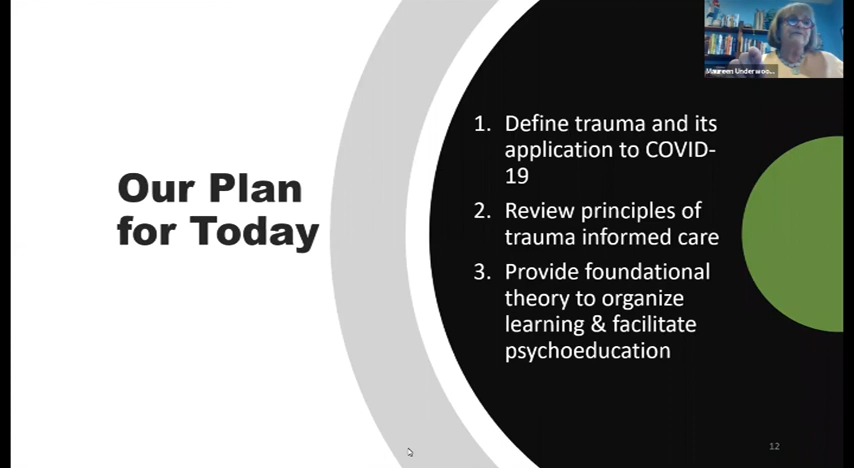 Maureen Underwoo...
Our Plan
for Today
1. Define trauma and its
application to COVID-
19
2. Review principles of
trauma informed care
3. Provide foundational
theory to organize
learning & facilitate
psychoeducation
12